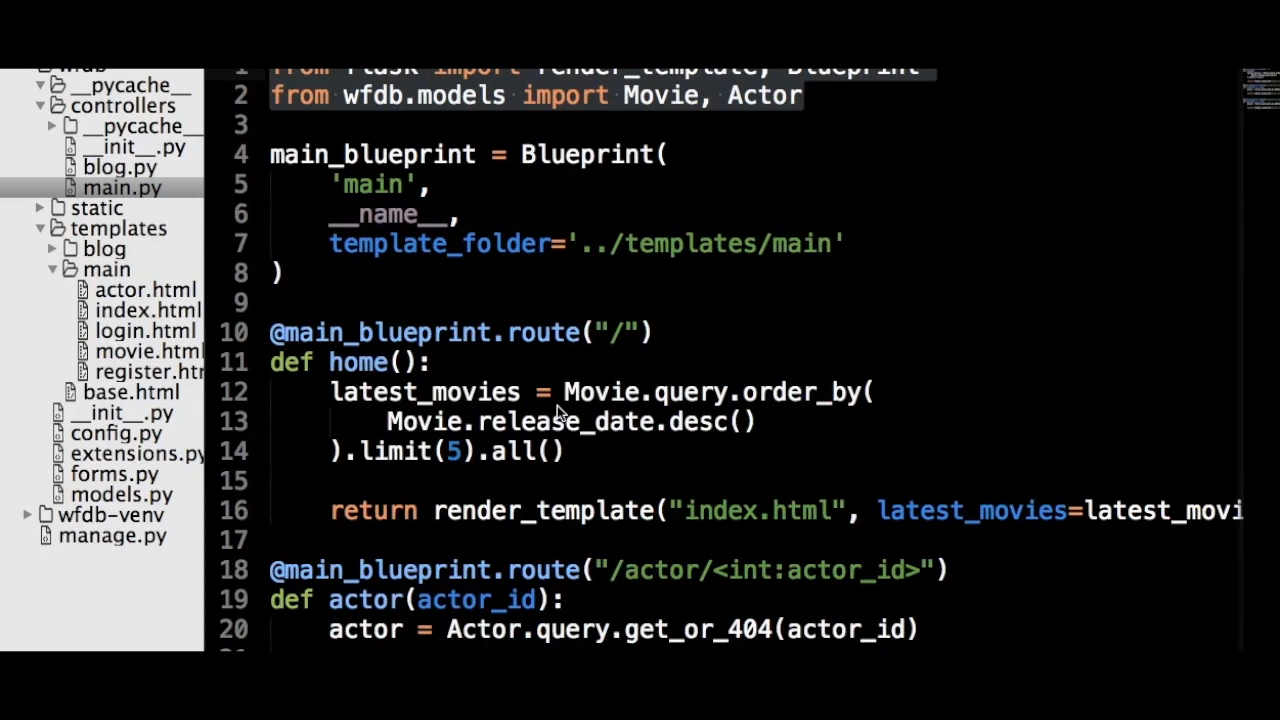 wfdb
__pycache__
controllers
__pycache__
__init__.py
blog.py
main.py
static
templates
blog
main
actor.html
index.html
login.html
movie.html
register.htr
base.html
__init__.py
config.py
extensions.py
forms.py
models.py
wfdb-venv
manage.py
1 from flask import render_template, Blueprint
2 from wfdb.models import Movie, Actor
3
4 main_blueprint = Blueprint(
5 'main',
6 __name__,
7 template_folder='../templates/main'
8 )
9
10 @main_blueprint.route("/")
11 def home():
12 latest_movies = Movie.query.order_by(
13 Movie.release_date.desc()
14 ).limit(5).all()
15
16 return render_template("index.html", latest_movies=latest_movi
17
18 @main_blueprint.route("/actor/<int:actor_id>")
19 def actor(actor_id):
20 actor = Actor.query.get_or_404(actor_id)